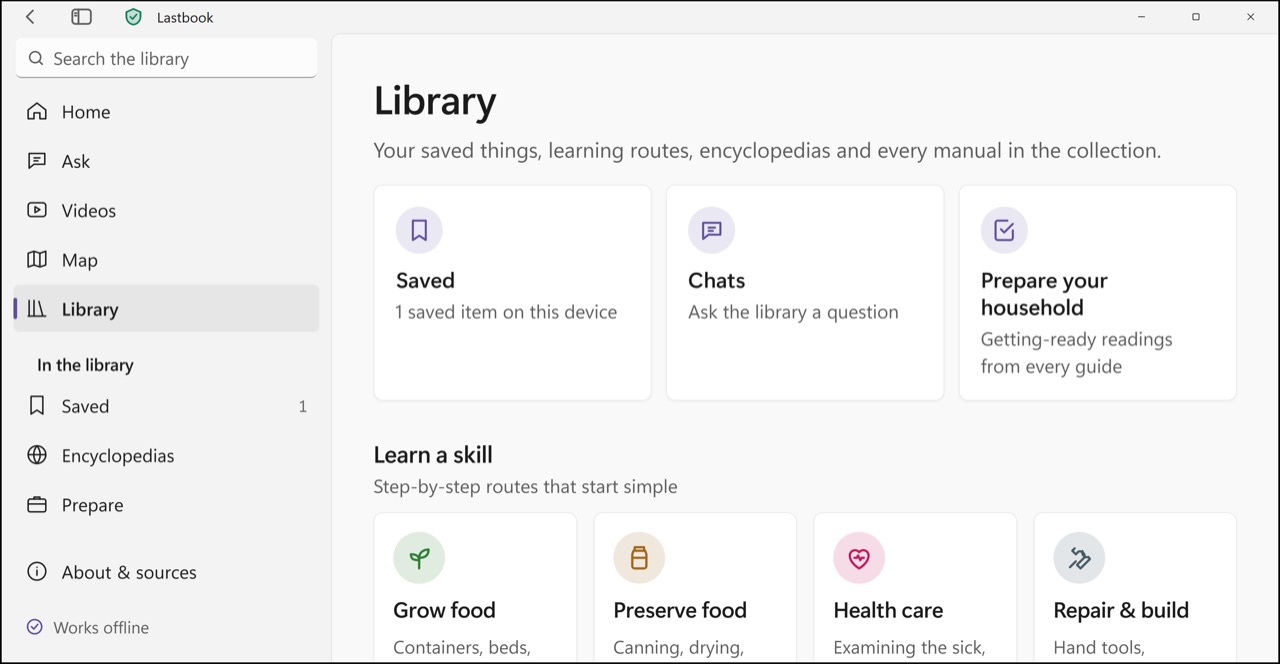 Lastbook
Search the library
Home
Ask
Videos
Map
Library
In the library
Saved 1
Encyclopedias
Prepare
About & sources
Works offline
Library
Your saved things, learning routes, encyclopedias and every manual in the collection.
Saved
1 saved item on this device
Chats
Ask the library a question
Prepare your
household
Getting-ready readings
from every guide
Learn a skill
Step-by-step routes that start simple
Grow food
Containers, beds,
Preserve food
Canning, drying,
Health care
Examining the sick,
Repair & build
Hand tools,